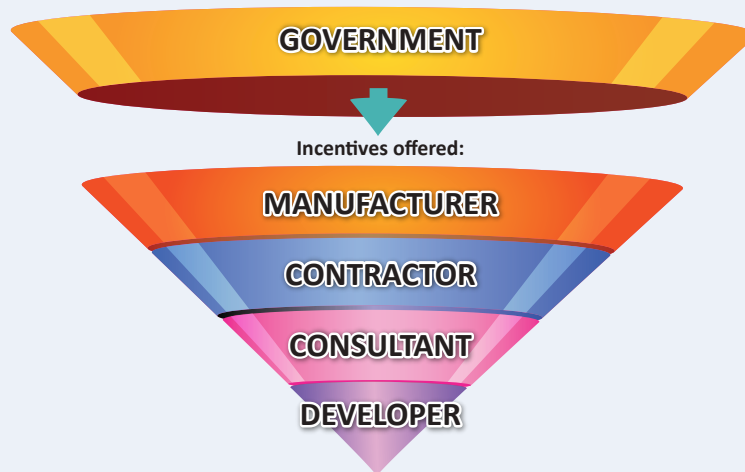 GOVERNMENT
Incentives offered:
MANUFACTURER
CONTRACTOR
CONSULTANT
DEVELOPER